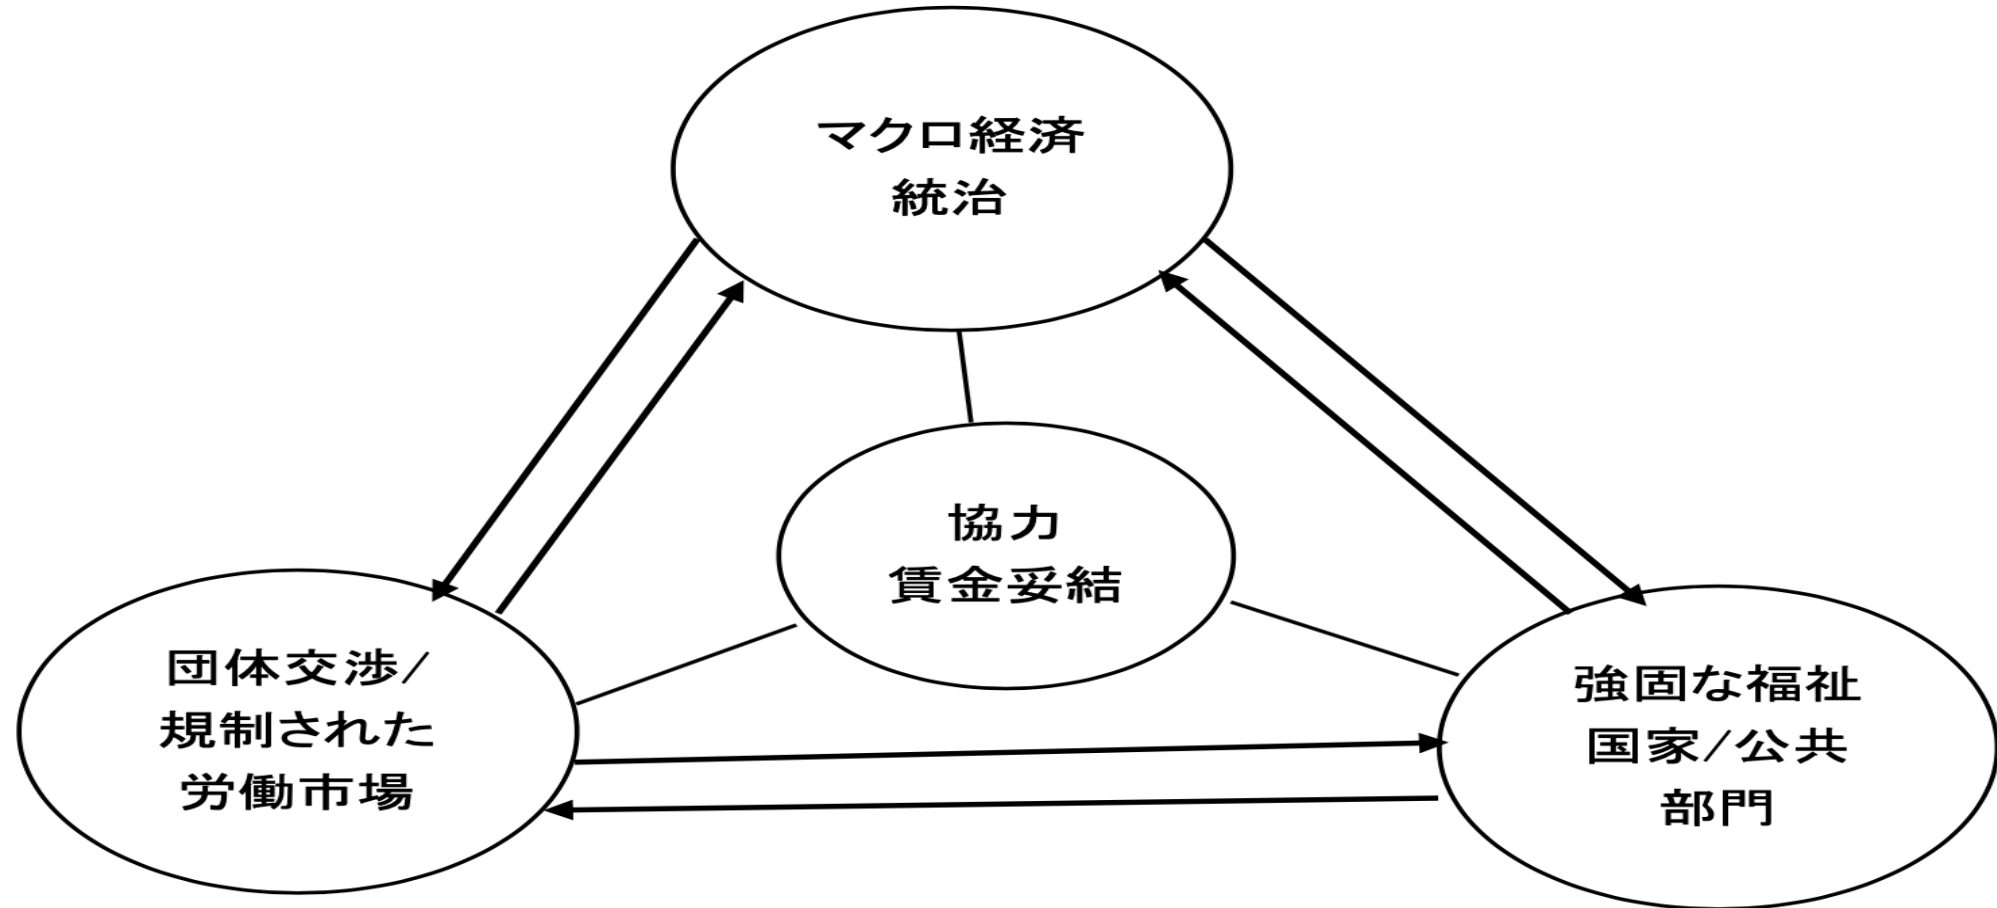 マクロ経済
統治
協力
賃金妥結
団体交渉/
規制された
労働市場
強固な福祉
国家/公共
部門